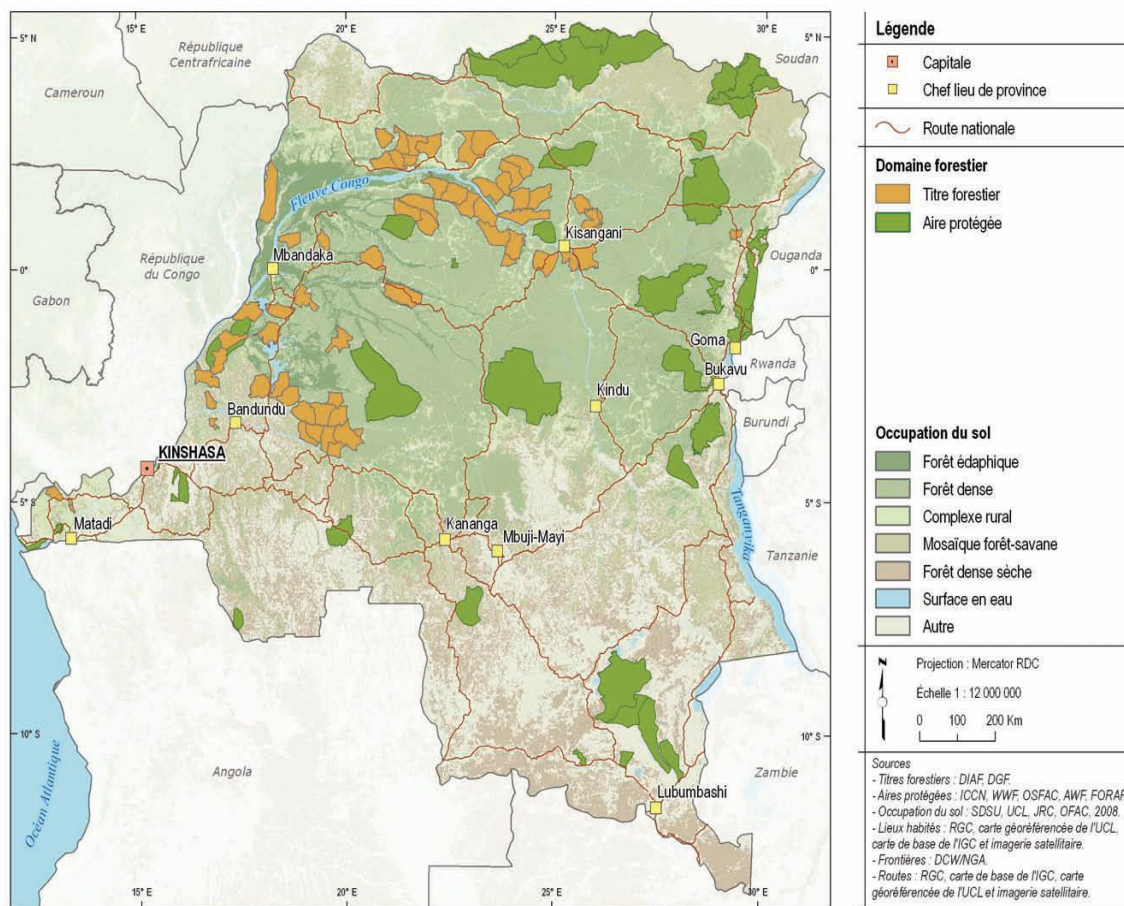 15° E
20° E
25° E
30° E
5° N
5° N
République
Centrafricaine
Soudan
Cameroun
Fleuve Congo
Kisangani
Mbandaka
0°
0°
République
du Congo
Ouganda
Gabon
Goma
Rwanda
Bukavu
Kindu
Bandundu
Burundi
KINSHASA
5° S
5° S
Matadi
Kananga
Mbuji-Mayi
Tanganyika
Tanzanie
Océan Atlantique
10° S
10° S
Angola
Zambie
Lubumbashi
15° E
20° E
25° E
30° E
Légende
Capitale
Chef lieu de province
Route nationale
Domaine forestier
Titre forestier
Aire protégée
Occupation du sol
Forêt édaphique
Forêt dense
Complexe rural
Mosaïque forêt-savane
Forêt dense sèche
Surface en eau
Autre
N
Projection : Mercator RDC
Échelle 1 : 12 000 000
0 100 200 Km
Sources
- Titres forestiers : DIAF, DGF.
- Aires protégées : ICCN, WWF, OSFAC, AWF, FORAF
- Occupation du sol : SDSU, UCL, JRC, OFAC, 2008.
- Lieux habités : RGC, carte géoréférencée de l'UCL,
carte de base de l'IGC et imagerie satellitaire.
- Frontières : DCW/NGA.
- Routes : RGC, carte de base de l'IGC, carte
géoréférencée de l'UCL et imagerie satellitaire.